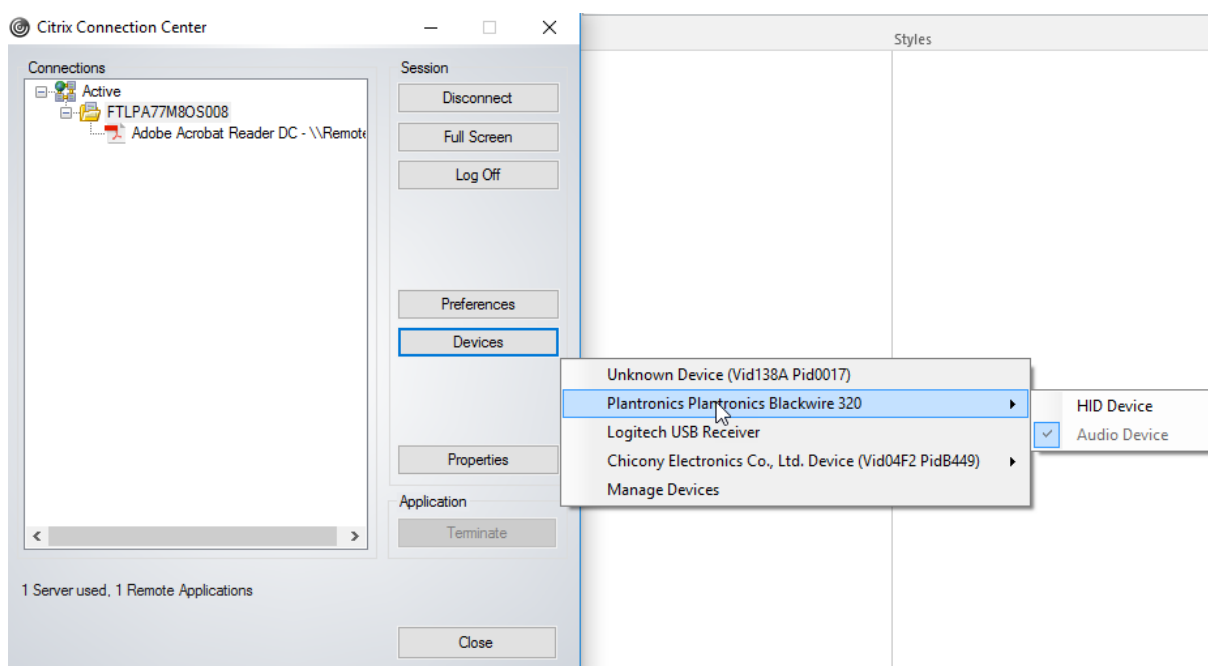 Citrix Connection Center
Styles
Connections
Active
FTLPA77M8OS008
Adobe Acrobat Reader DC - \\Remote
Session
Disconnect
Full Screen
Log Off
Preferences
Devices
Unknown Device (Vid138A Pid0017)
Plantronics Plantronics Blackwire 320
Logitech USB Receiver
Chicony Electronics Co., Ltd. Device (Vid04F2 PidB449)
Manage Devices
HID Device
Audio Device
Properties
Application
Terminate
1 Server used, 1 Remote Applications
Close